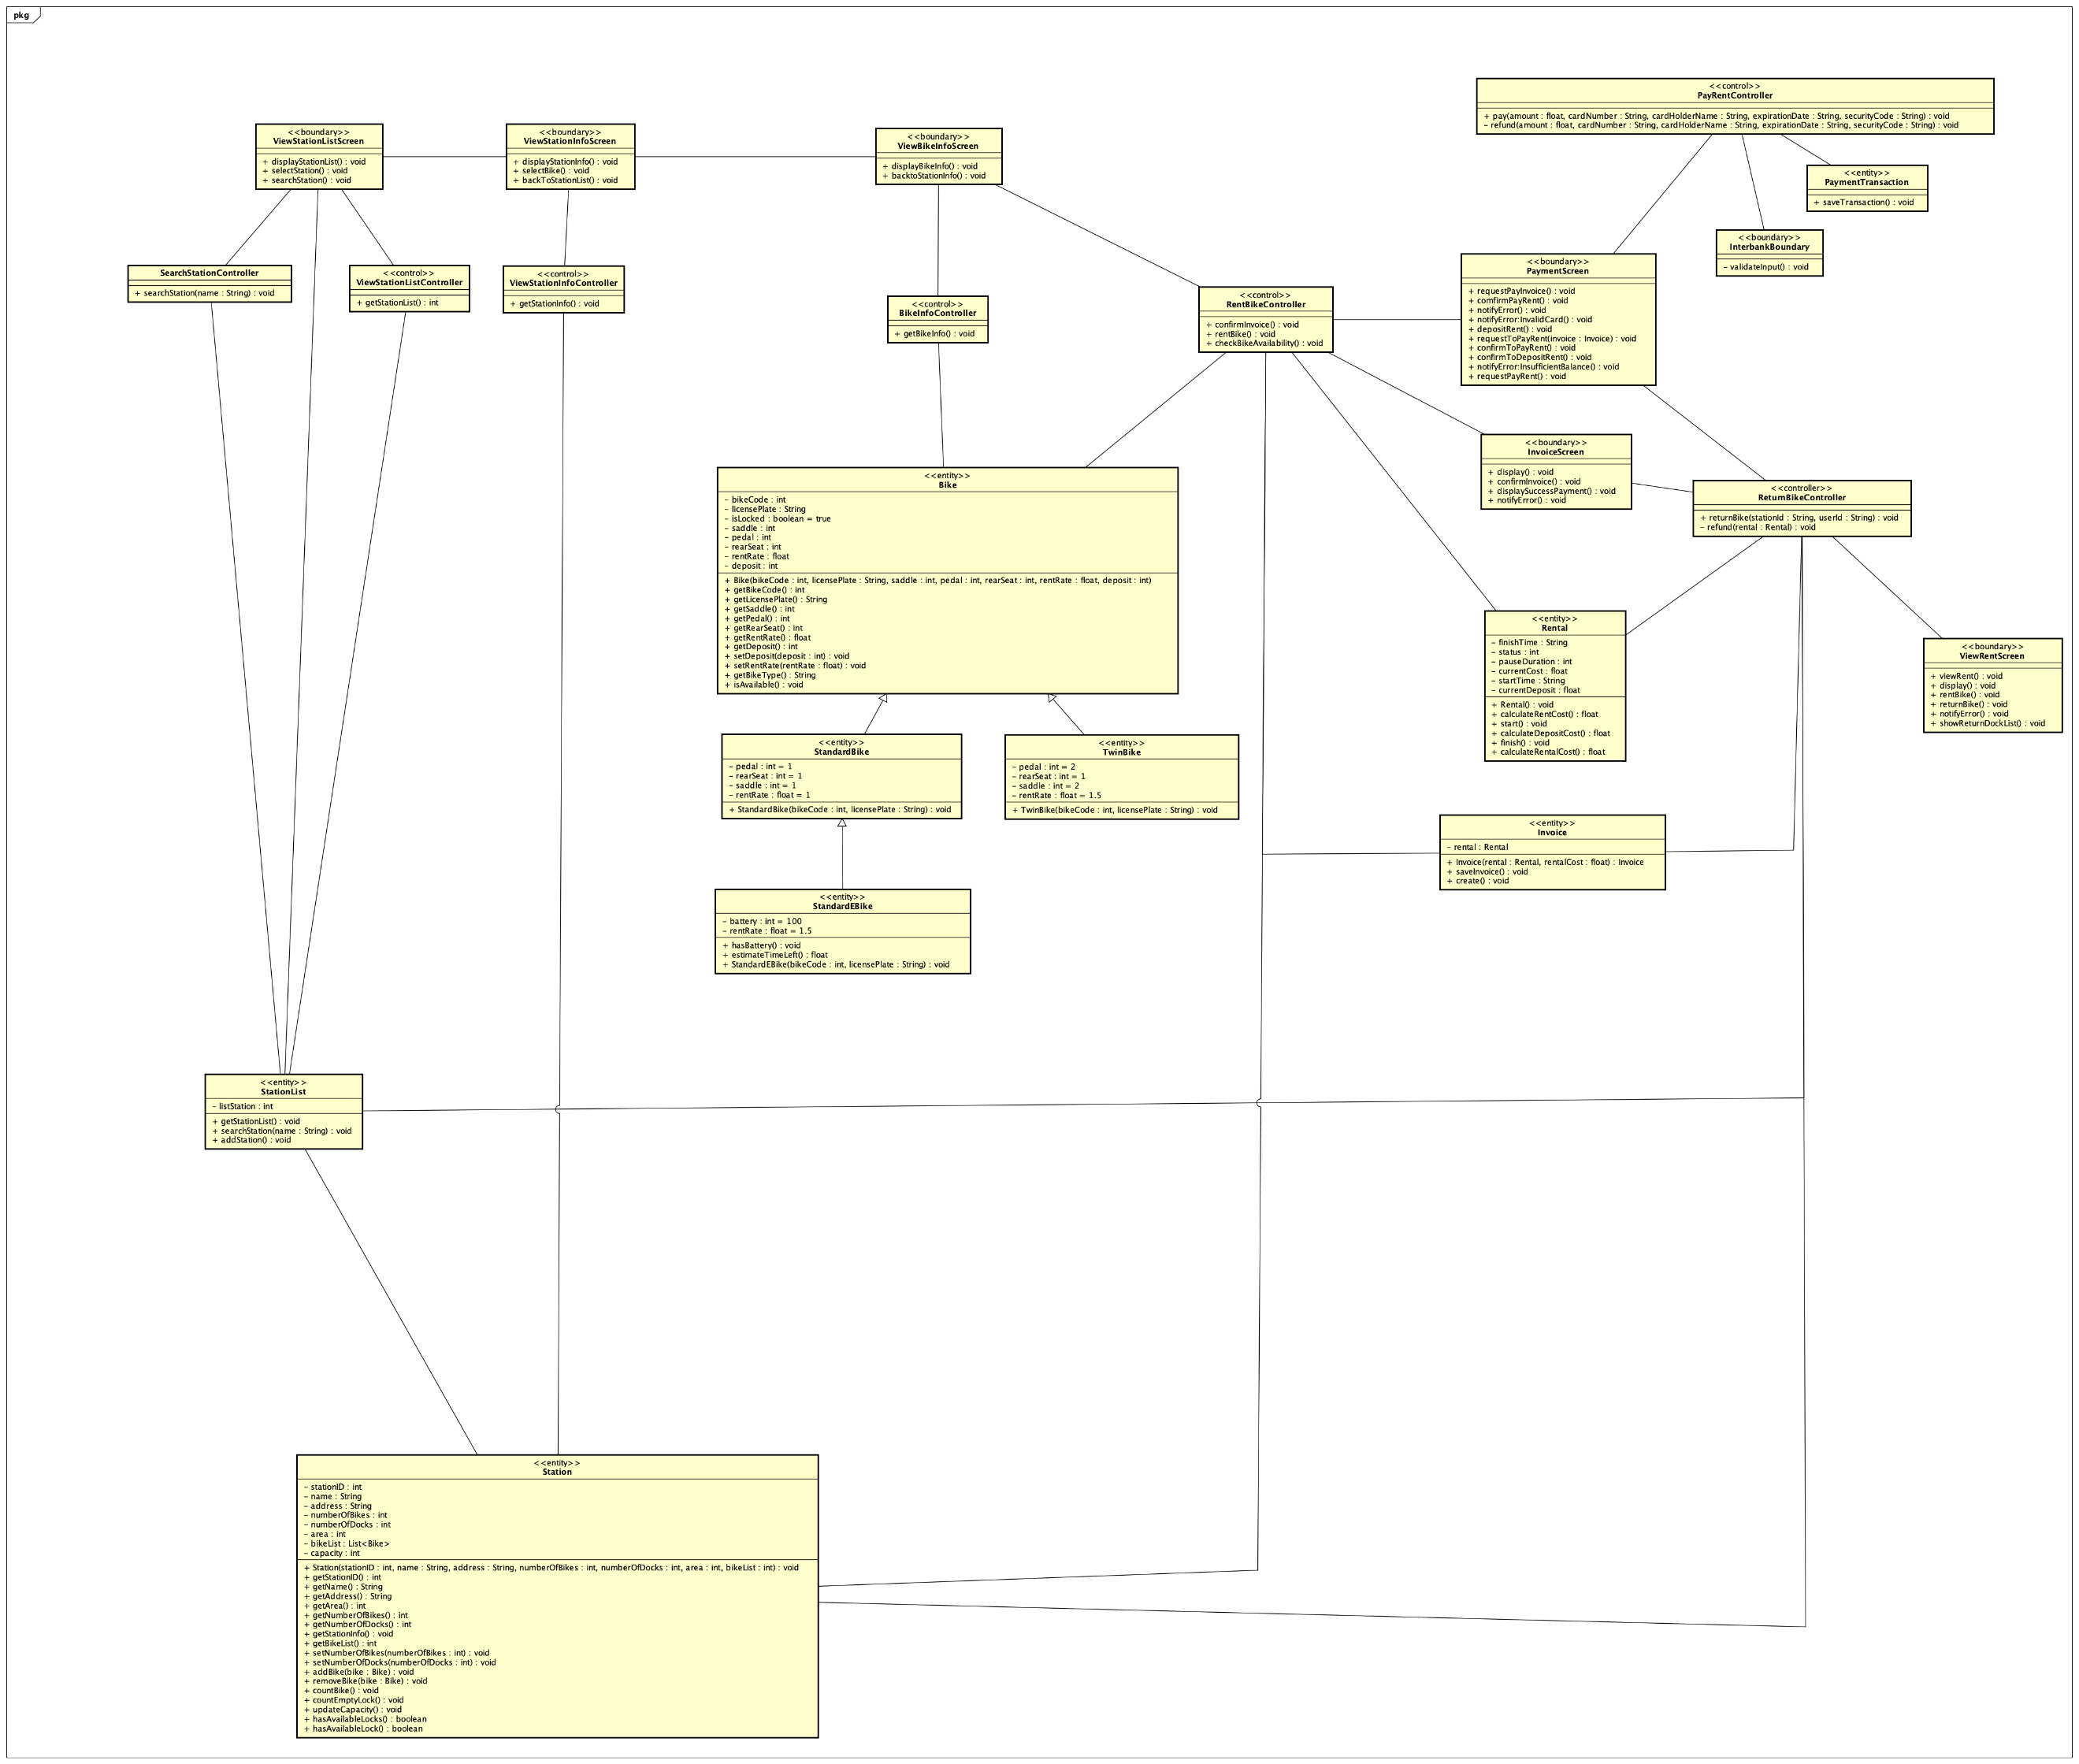 pkg
<<control>>
PayRentController
+ pay(amount : float, cardNumber : String, cardHolderName : String, expirationDate : String, securityCode : String) : void
- refund(amount : float, cardNumber : String, cardHolderName : String, expirationDate : String, securityCode : String) : void
<<boundary>>
ViewStationListScreen
+ displayStationList() : void
+ selectStation() : void
+ searchStation() : void
<<boundary>>
ViewStationInfoScreen
+ displayStationInfo() : void
+ selectBike() : void
+ backToStationList() : void
<<boundary>>
ViewBikeInfoScreen
+ displayBikeInfo() : void
+ backtoStationInfo() : void
<<entity>>
PaymentTransaction
+ saveTransaction() : void
<<boundary>>
InterbankBoundary
- validateInput() : void
SearchStationController
+ searchStation(name : String) : void
<<control>>
ViewStationListController
+ getStationList() : int
<<control>>
ViewStationInfoController
+ getStationInfo() : void
<<control>>
BikeInfoController
+ getBikeInfo() : void
<<control>>
RentBikeController
+ confirmInvoice() : void
+ rentBike() : void
+ checkBikeAvailability() : void
<<boundary>>
PaymentScreen
+ requestPayInvoice() : void
+ comfirmPayRent() : void
+ notifyError() : void
+ notifyError:InvalidCard() : void
+ depositRent() : void
+ requestToPayRent(invoice : Invoice) : void
+ confirmToPayRent() : void
+ confirmToDepositRent() : void
+ notifyError:InsufficientBalance() : void
+ requestPayRent() : void
<<boundary>>
InvoiceScreen
+ display() : void
+ confirmInvoice() : void
+ displaySuccessPayment() : void
+ notifyError() : void
<<controller>>
ReturnBikeController
+ returnBike(stationId : String, userId : String) : void
- refund(rental : Rental) : void
<<entity>>
Bike
- bikeCode : int
- licensePlate : String
- isLocked : boolean = true
- saddle : int
- pedal : int
- rearSeat : int
- rentRate : float
- deposit : int
+ Bike(bikeCode : int, licensePlate : String, saddle : int, pedal : int, rearSeat : int, rentRate : float, deposit : int)
+ getBikeCode() : int
+ getLicensePlate() : String
+ getSaddle() : int
+ getPedal() : int
+ getRearSeat() : int
+ getRentRate() : float
+ getDeposit() : int
+ setDeposit(deposit : int) : void
+ setRentRate(rentRate : float) : void
+ getBikeType() : String
+ isAvailable() : void
<<entity>>
Rental
- finishTime : String
- status : int
- pauseDuration : int
- currentCost : float
- startTime : String
- currentDeposit : float
+ Rental() : void
+ calculateRentCost() : float
+ start() : void
+ calculateDepositCost() : float
+ finish() : void
+ calculateRentalCost() : float
<<boundary>>
ViewRentScreen
+ viewRent() : void
+ display() : void
+ rentBike() : void
+ returnBike() : void
+ notifyError() : void
+ showReturnDockList() : void
<<entity>>
StandardBike
- pedal : int = 1
- rearSeat : int = 1
- saddle : int = 1
- rentRate : float = 1
+ StandardBike(bikeCode : int, licensePlate : String) : void
<<entity>>
TwinBike
- pedal : int = 2
- rearSeat : int = 1
- saddle : int = 2
- rentRate : float = 1.5
+ TwinBike(bikeCode : int, licensePlate : String) : void
<<entity>>
Invoice
- rental : Rental
+ Invoice(rental : Rental, rentalCost : float) : Invoice
+ saveInvoice() : void
+ create() : void
<<entity>>
StandardEBike
- battery : int = 100
- rentRate : float = 1.5
+ hasBattery() : void
+ estimateTimeLeft() : float
+ StandardEBike(bikeCode : int, licensePlate : String) : void
<<entity>>
StationList
- listStation : int
+ getStationList() : void
+ searchStation(name : String) : void
+ addStation() : void
<<entity>>
Station
- stationID : int
- name : String
- address : String
- numberOfBikes : int
- numberOfDocks : int
- area : int
- bikeList : List<Bike>
- capacity : int
+ Station(stationID : int, name : String, address : String, numberOfBikes : int, numberOfDocks : int, area : int, bikeList : int) : void
+ getStationID() : int
+ getName() : String
+ getAddress() : String
+ getArea() : int
+ getNumberOfBikes() : int
+ getNumberOfDocks() : int
+ getStationInfo() : void
+ getBikeList() : int
+ setNumberOfBikes(numberOfBikes : int) : void
+ setNumberOfDocks(numberOfDocks : int) : void
+ addBike(bike : Bike) : void
+ removeBike(bike : Bike) : void
+ countBike() : void
+ countEmptyLock() : void
+ updateCapacity() : void
+ hasAvailableLocks() : boolean
+ hasAvailableLock() : boolean